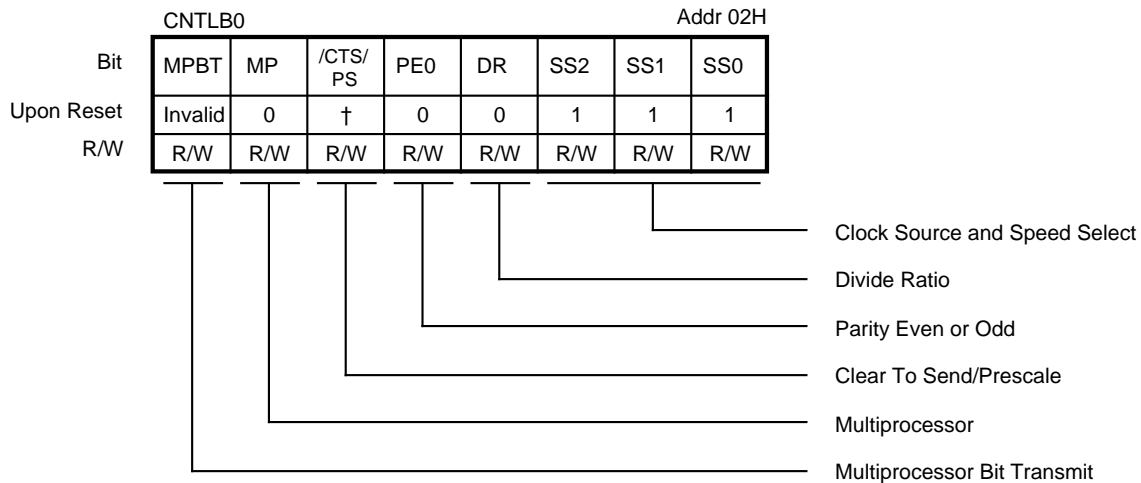 CNTLB0 Addr 02H
Bit MPBT MP /CTS/ PS PE0 DR SS2 SS1 SS0
Upon Reset Invalid 0 † 0 0 1 1 1
R/W R/W R/W R/W R/W R/W R/W R/W R/W
Clock Source and Speed Select
Divide Ratio
Parity Even or Odd
Clear To Send/Prescale
Multiprocessor
Multiprocessor Bit Transmit